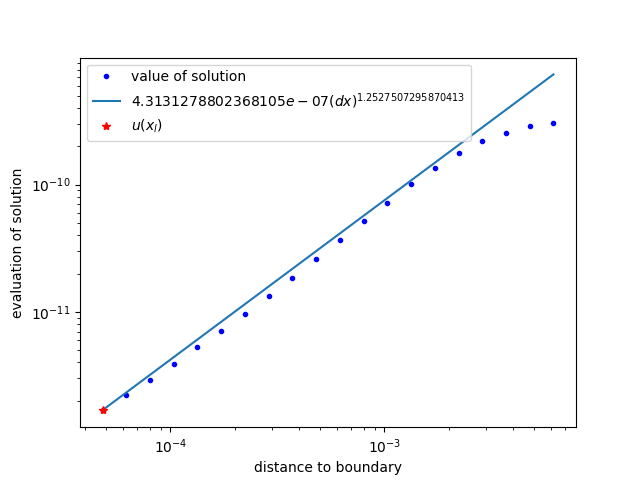 value of solution
4.3131278802368105e − 07(dx)^1.2527507295870413
u(x_l)
10^−10
10^−11
evaluation of solution
10^−4
10^−3
distance to boundary